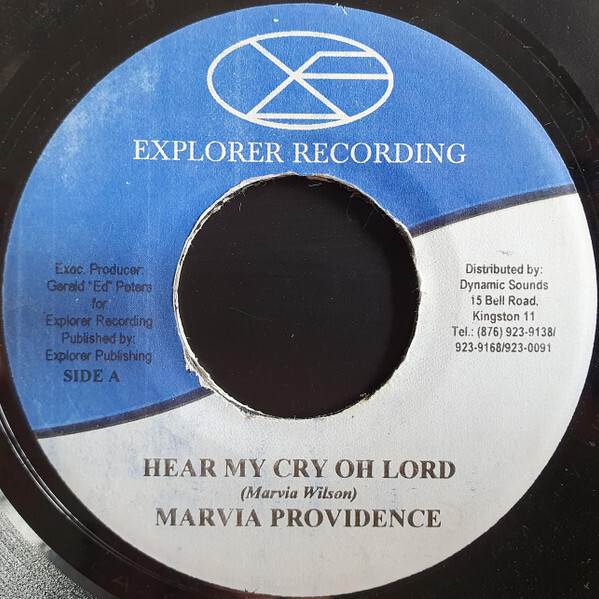 EXPLORER RECORDING
Exec. Producer:
Gerald "Ed" Peters
for
Explorer Recording
Published by:
Explorer Publishing
SIDE A
Distributed by:
Dynamic Sounds
15 Bell Road,
Kingston 11
Tel.: (876) 923-9138/
923-9168/923-0091
HEAR MY CRY OH LORD
(Marvia Wilson)
MARVIA PROVIDENCE